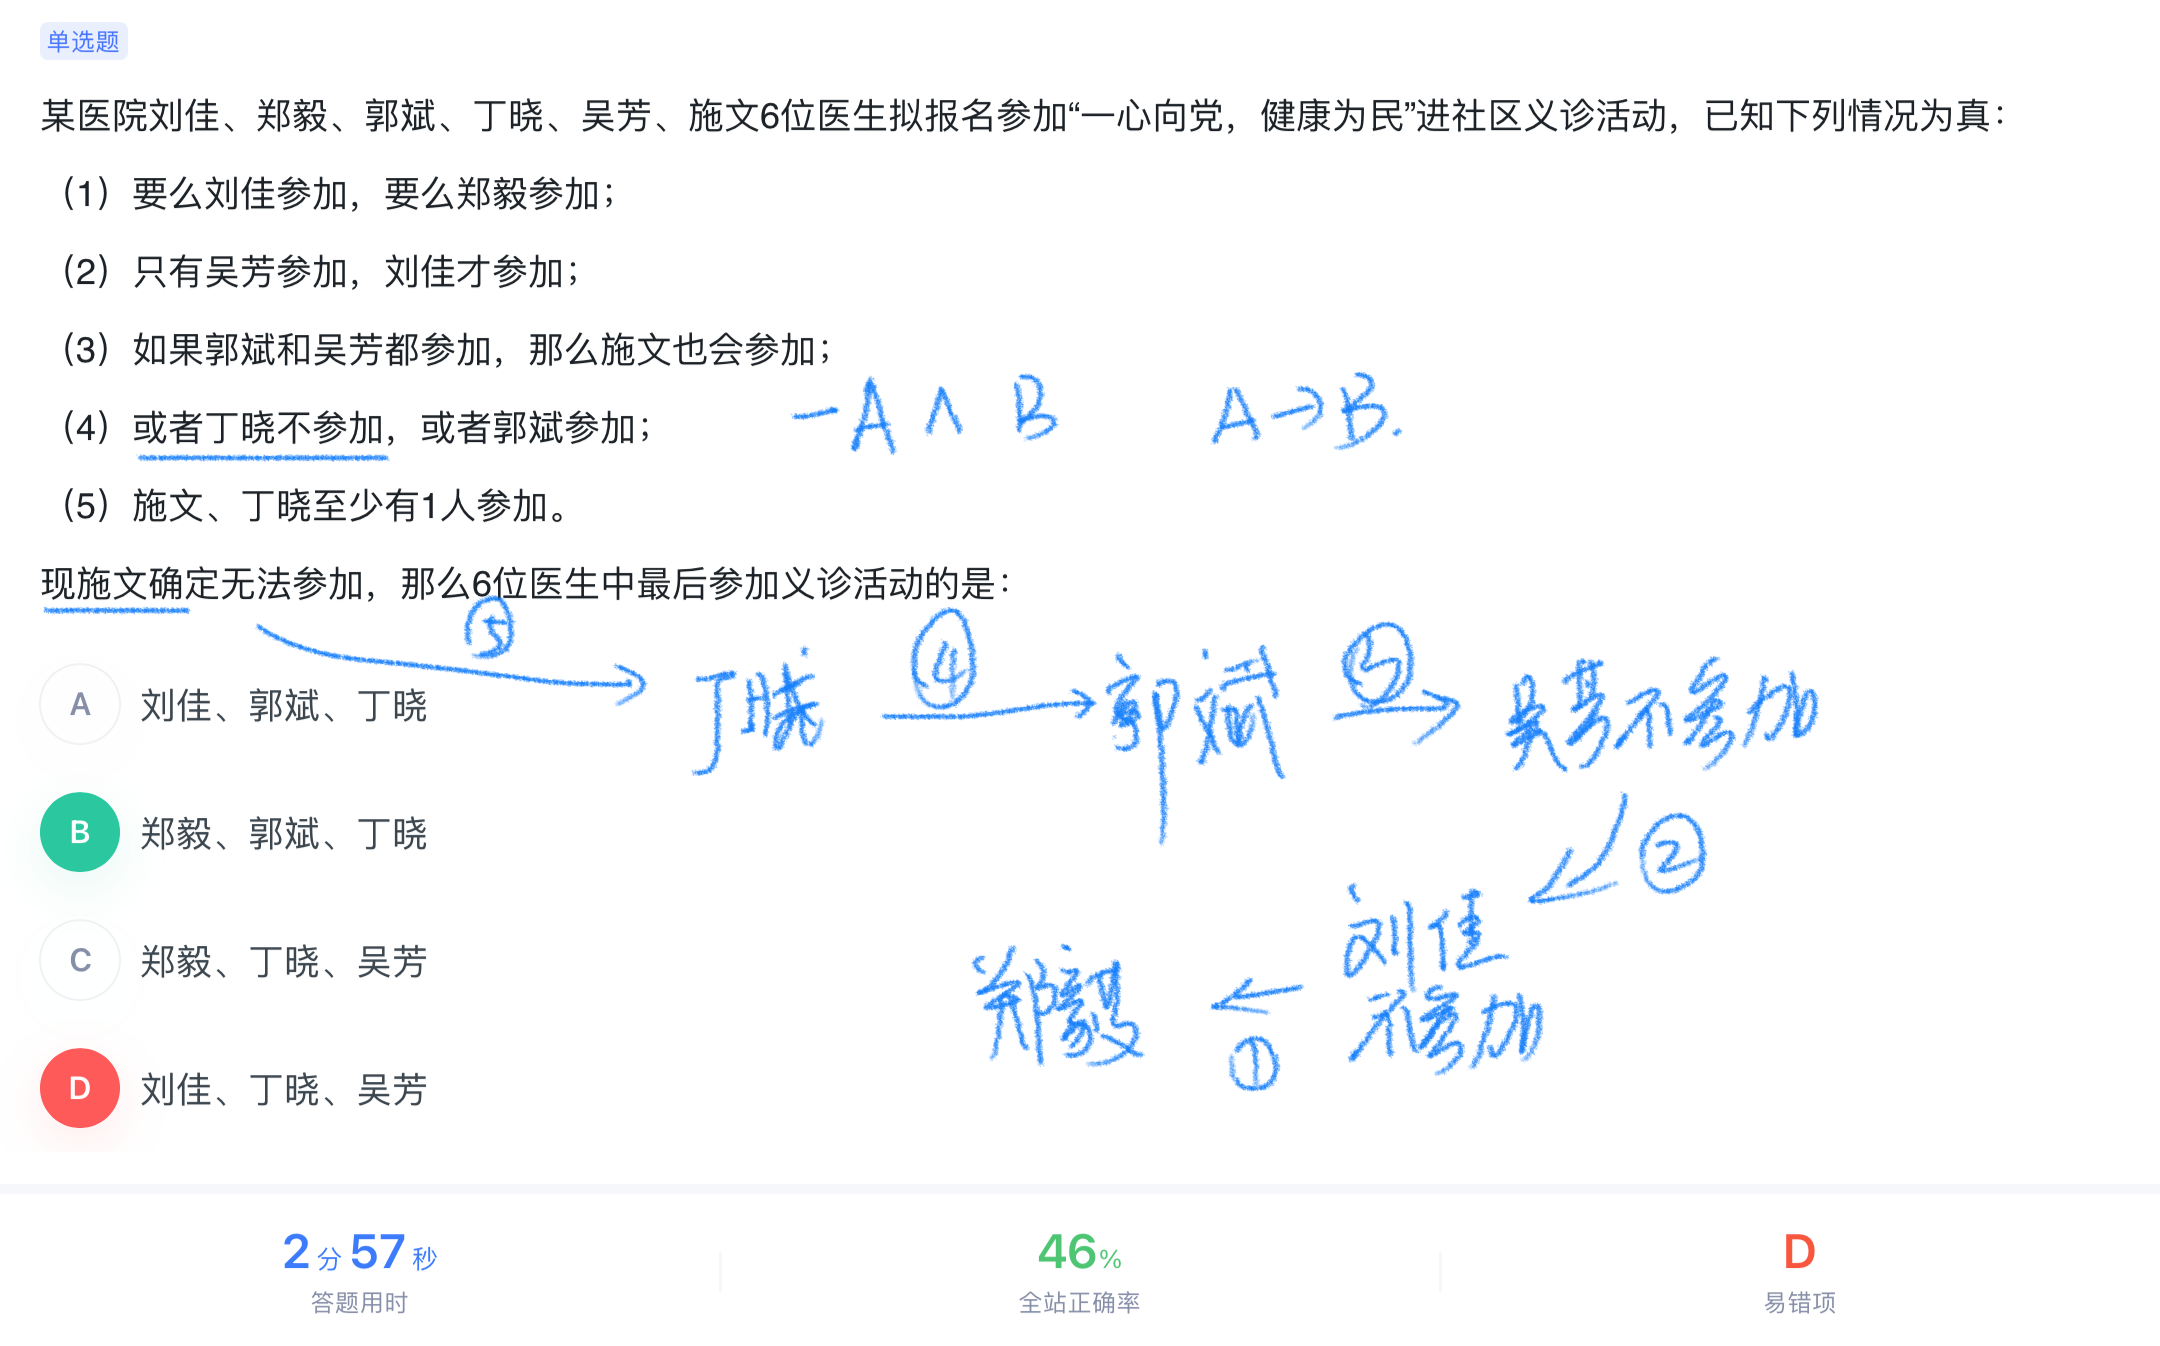 单选题
某医院刘佳、郑毅、郭斌、丁晓、吴芳、施文6位医生拟报名参加“一心向党，健康为民”进社区义诊活动，已知下列情况为真：
（1）要么刘佳参加，要么郑毅参加；
（2）只有吴芳参加，刘佳才参加；
（3）如果郭斌和吴芳都参加，那么施文也会参加；
（4）或者丁晓不参加，或者郭斌参加；
-A ∧ B A→B.
（5）施文、丁晓至少有1人参加。
现施文确定无法参加，那么6位医生中最后参加义诊活动的是：
⑤ ④ ③
A 刘佳、郭斌、丁晓
丁晓 郭斌 吴芳不参加
B 郑毅、郭斌、丁晓
②
C 郑毅、丁晓、吴芳
刘佳
郑毅 不参加
①
D 刘佳、丁晓、吴芳
2分57秒 46% D
答题用时 全站正确率 易错项